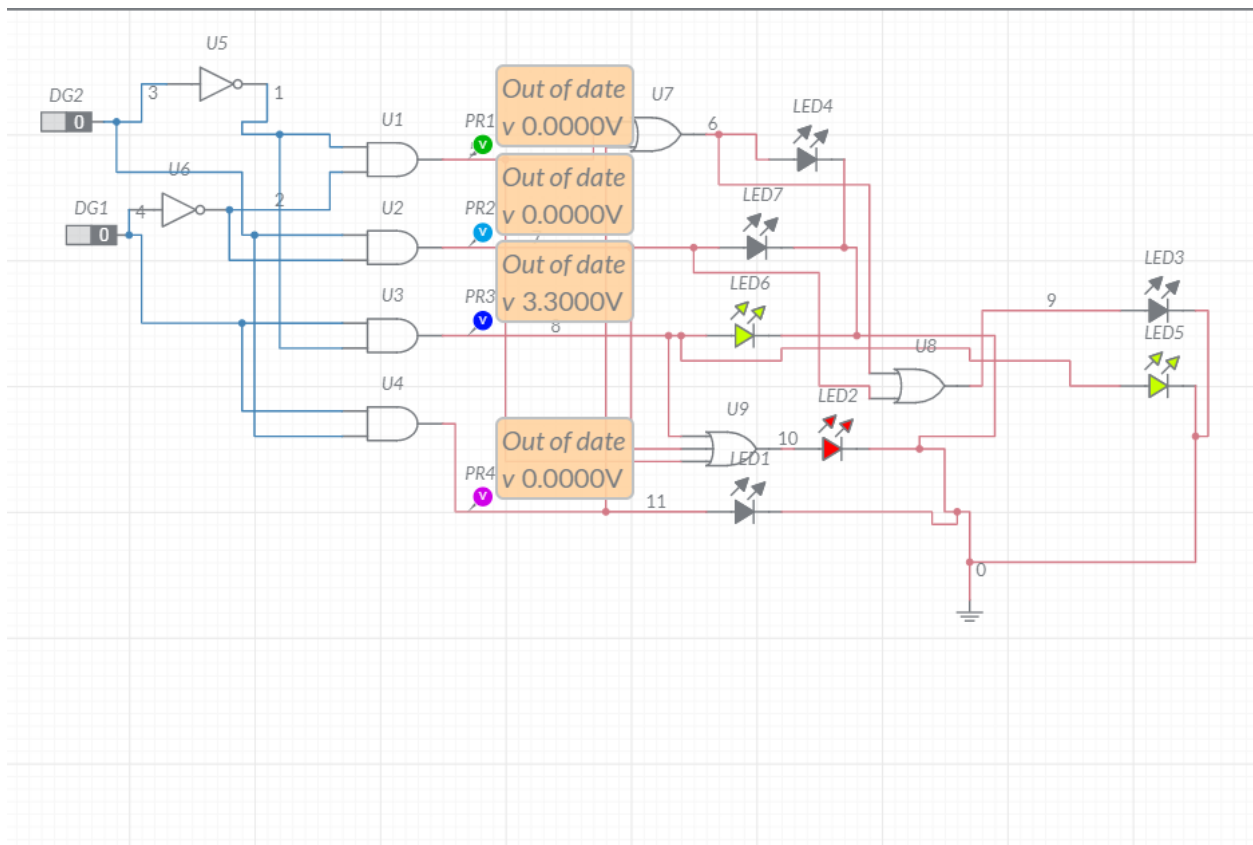 U5
DG2
3
1
0
U1
PR1
V
Out of date
v 0.0000V
U7
6
LED4
U6
4
2
DG1
0
U2
PR2
V
Out of date
v 0.0000V
LED7
U3
PR3
V
Out of date
v 3.3000V
8
LED6
9
LED3
LED5
U8
U4
LED2
U9
10
LED1
PR4
V
Out of date
v 0.0000V
11
0